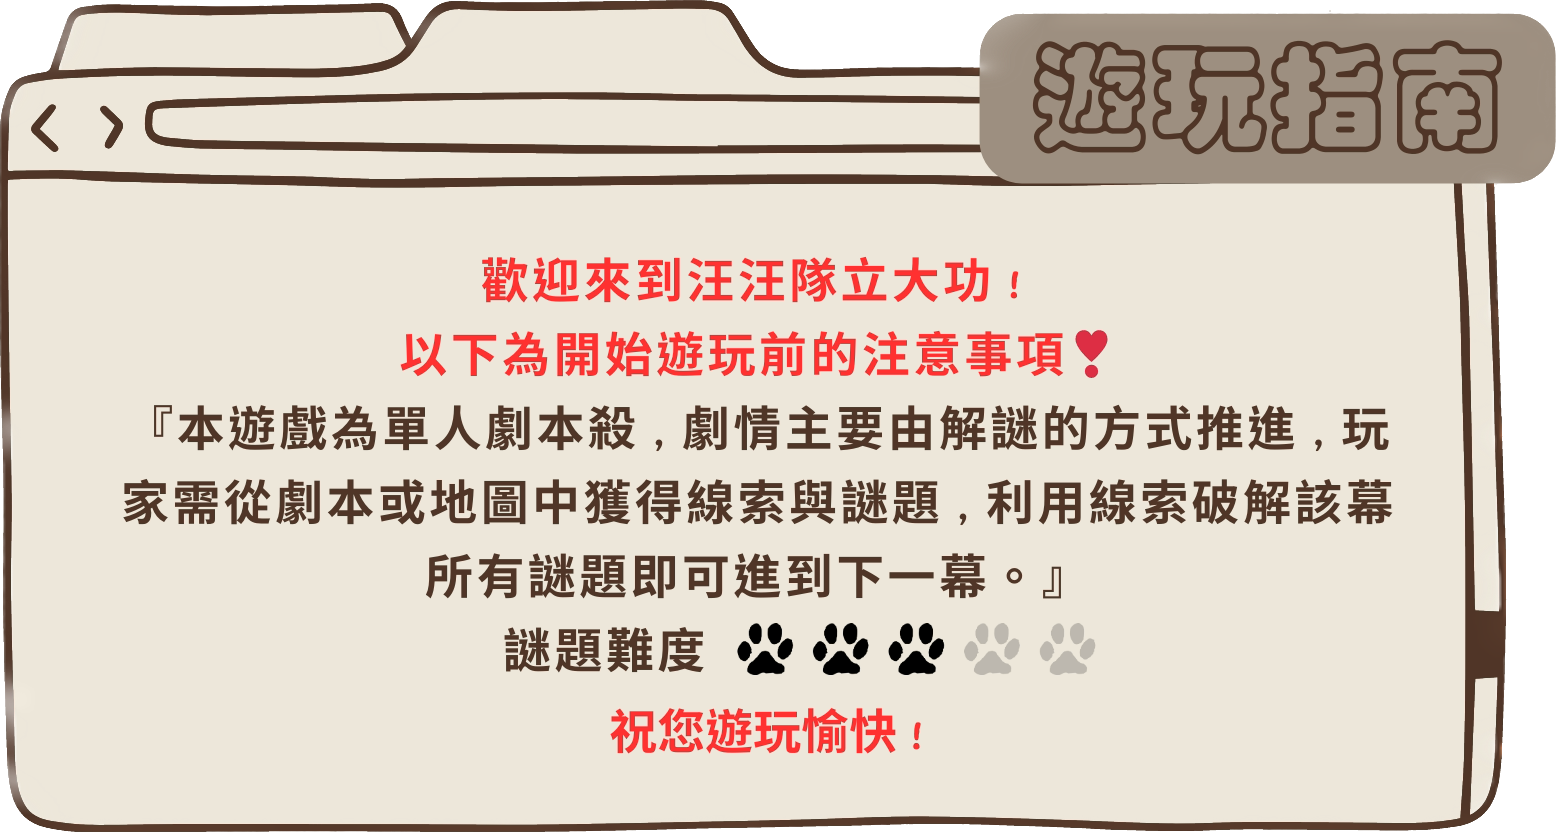 遊玩指南
歡迎來到汪汪隊立大功！
以下為開始遊玩前的注意事項❣
『本遊戲為單人劇本殺，劇情主要由解謎的方式推進，玩
家需從劇本或地圖中獲得線索與謎題，利用線索破解該幕
所有謎題即可進到下一幕。』
謎題難度
祝您遊玩愉快！